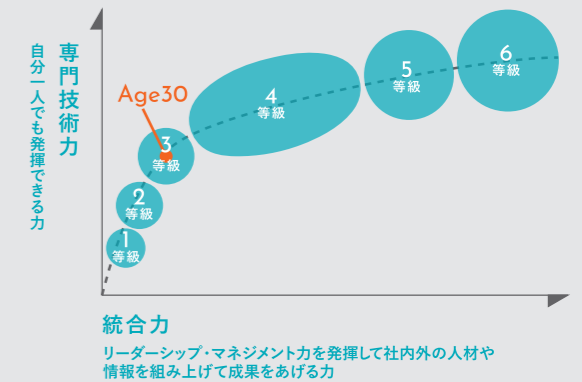 専門技術力
自分一人でも発揮できる力
Age30
1
等級
2
等級
3
等級
4
等級
5
等級
6
等級
統合力
リーダーシップ・マネジメント力を発揮して社内外の人材や
情報を組み上げて成果をあげる力